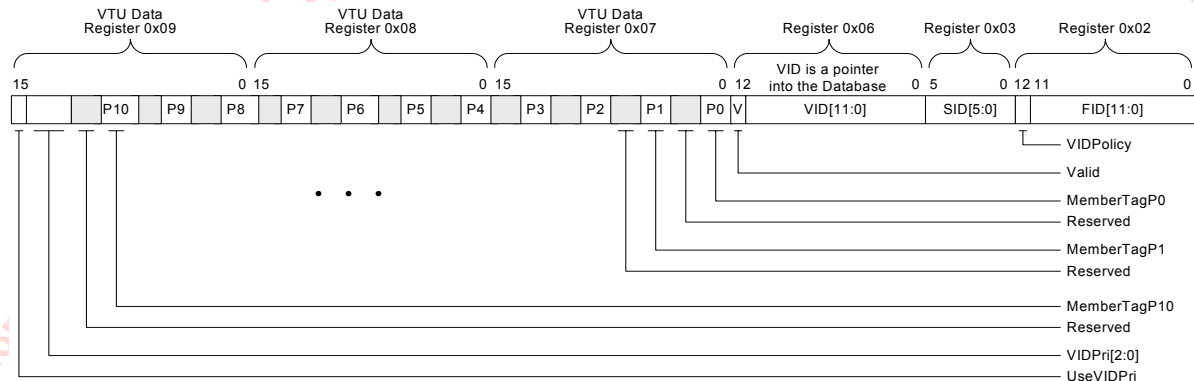 VTU Data
Register 0x09
VTU Data
Register 0x08
VTU Data
Register 0x07
Register 0x06
Register 0x03
Register 0x02
15 0 15 0 15 0 12 VID is a pointer into the Database 0 5 0 12 11 0
P10 P9 P8 P7 P6 P5 P4 P3 P2 P1 P0 V VID[11:0] SID[5:0] FID[11:0]
VIDPolicy
Valid
• • •
MemberTagP0
Reserved
MemberTagP1
Reserved
MemberTagP10
Reserved
VIDPri[2:0]
UseVIDPri